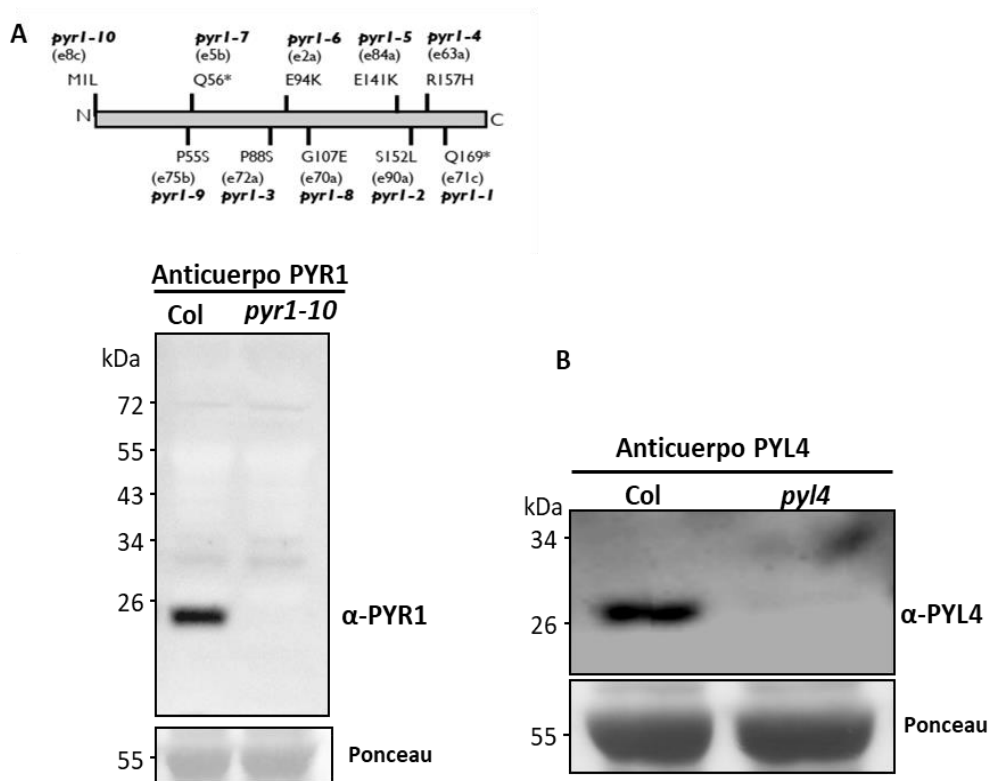 A
pyr1-10 pyr1-7 pyr1-6 pyr1-5 pyr1-4
(e8c) (e5b) (e2a) (e84a) (e63a)
M1L Q56* E94K E141K R157H
N C
P55S P88S G107E S152L Q169*
(e75b) (e72a) (e70a) (e90a) (e71c)
pyr1-9 pyr1-3 pyr1-8 pyr1-2 pyr1-1
Anticuerpo PYR1
Col pyr1-10
kDa
72
55
43
34
26
α-PYR1
55 Ponceau
B
Anticuerpo PYL4
Col pyl4
kDa
34
26
α-PYL4
55 Ponceau